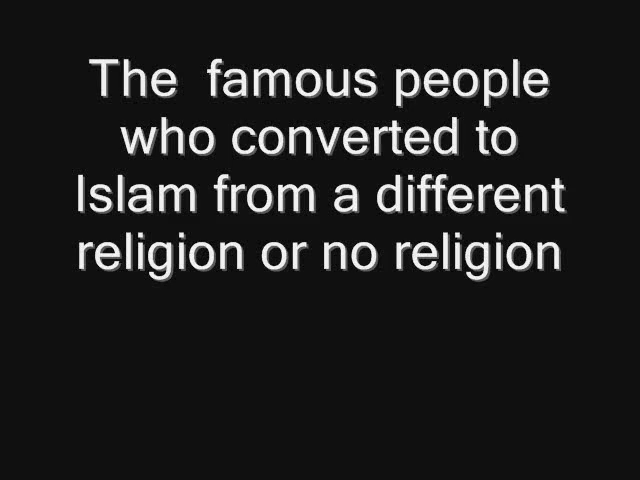 The  famous people
who converted to
Islam from a different
religion or no religion